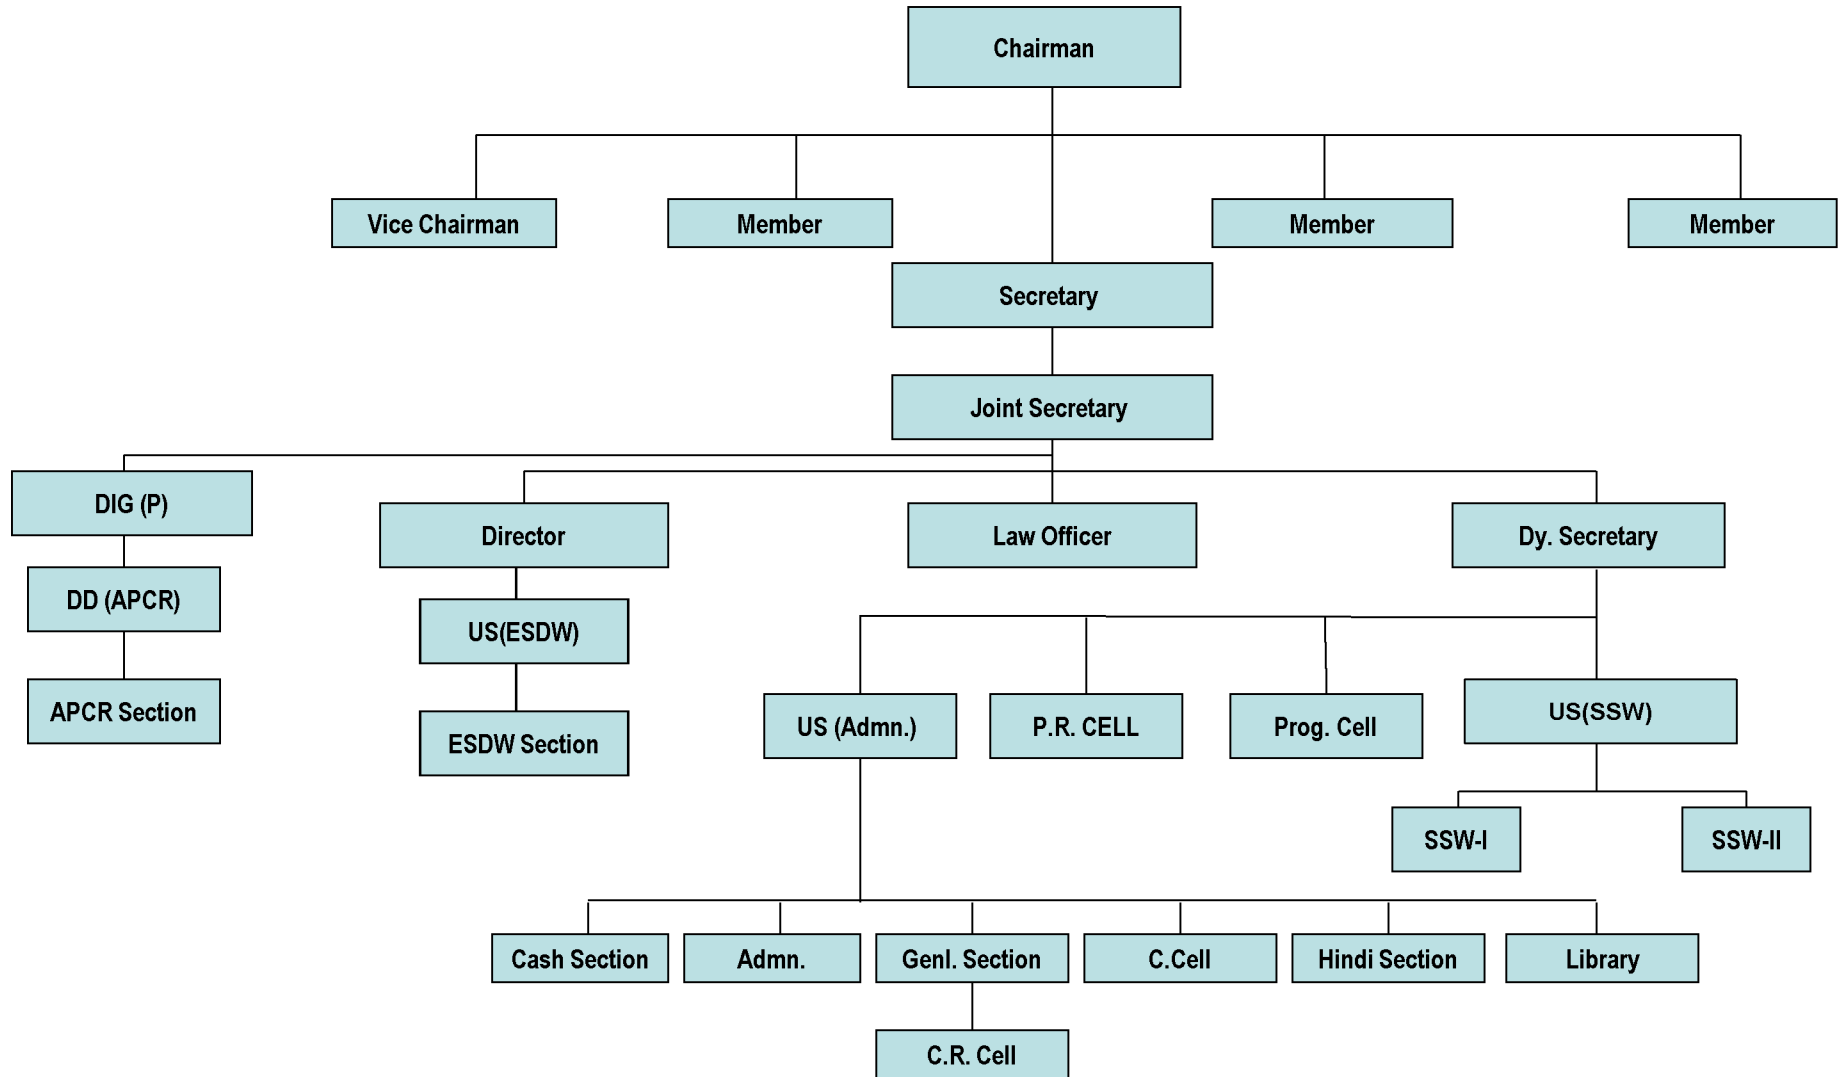 Chairman
Vice Chairman
Member
Member
Member
Secretary
Joint Secretary
DIG (P)
Director
Law Officer
Dy. Secretary
DD (APCR)
US(ESDW)
APCR Section
ESDW Section
US (Admn.)
P.R. CELL
Prog. Cell
US(SSW)
SSW-I
SSW-II
Cash Section
Admn.
Genl. Section
C.Cell
Hindi Section
Library
C.R. Cell